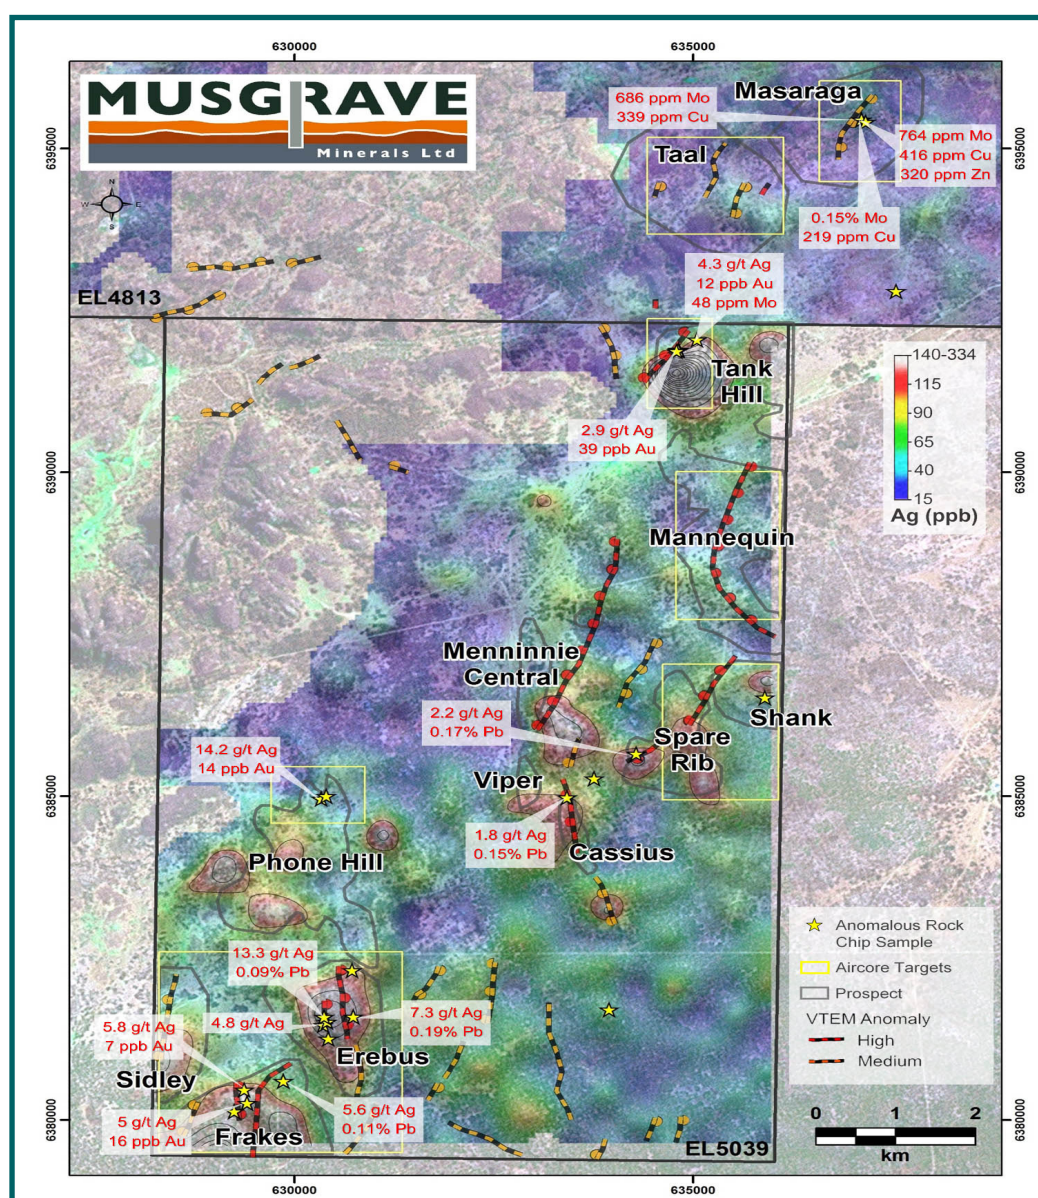 630000
635000
MUSGRAVE
Minerals Ltd
N
W
E
S
6395000
6395000
686 ppm Mo
339 ppm Cu
Masaraga
764 ppm Mo
416 ppm Cu
320 ppm Zn
Taal
0.15% Mo
219 ppm Cu
4.3 g/t Ag
12 ppb Au
48 ppm Mo
EL4813
Tank
Hill
2.9 g/t Ag
39 ppb Au
140-334
115
90
65
40
15
Ag (ppb)
6390000
6390000
Mannequin
Menninnie
Central
2.2 g/t Ag
0.17% Pb
Shank
Spare
Rib
14.2 g/t Ag
14 ppb Au
Viper
6385000
6385000
1.8 g/t Ag
0.15% Pb
Cassius
Phone Hill
13.3 g/t Ag
0.09% Pb
4.8 g/t Ag
7.3 g/t Ag
0.19% Pb
5.8 g/t Ag
7 ppb Au
Erebus
Sidley
5 g/t Ag
16 ppb Au
5.6 g/t Ag
0.11% Pb
Frakes
6380000
6380000
EL5039
Anomalous Rock
Chip Sample
Aircore Targets
Prospect
VTEM Anomaly
High
Medium
0 1 2
km
630000
635000